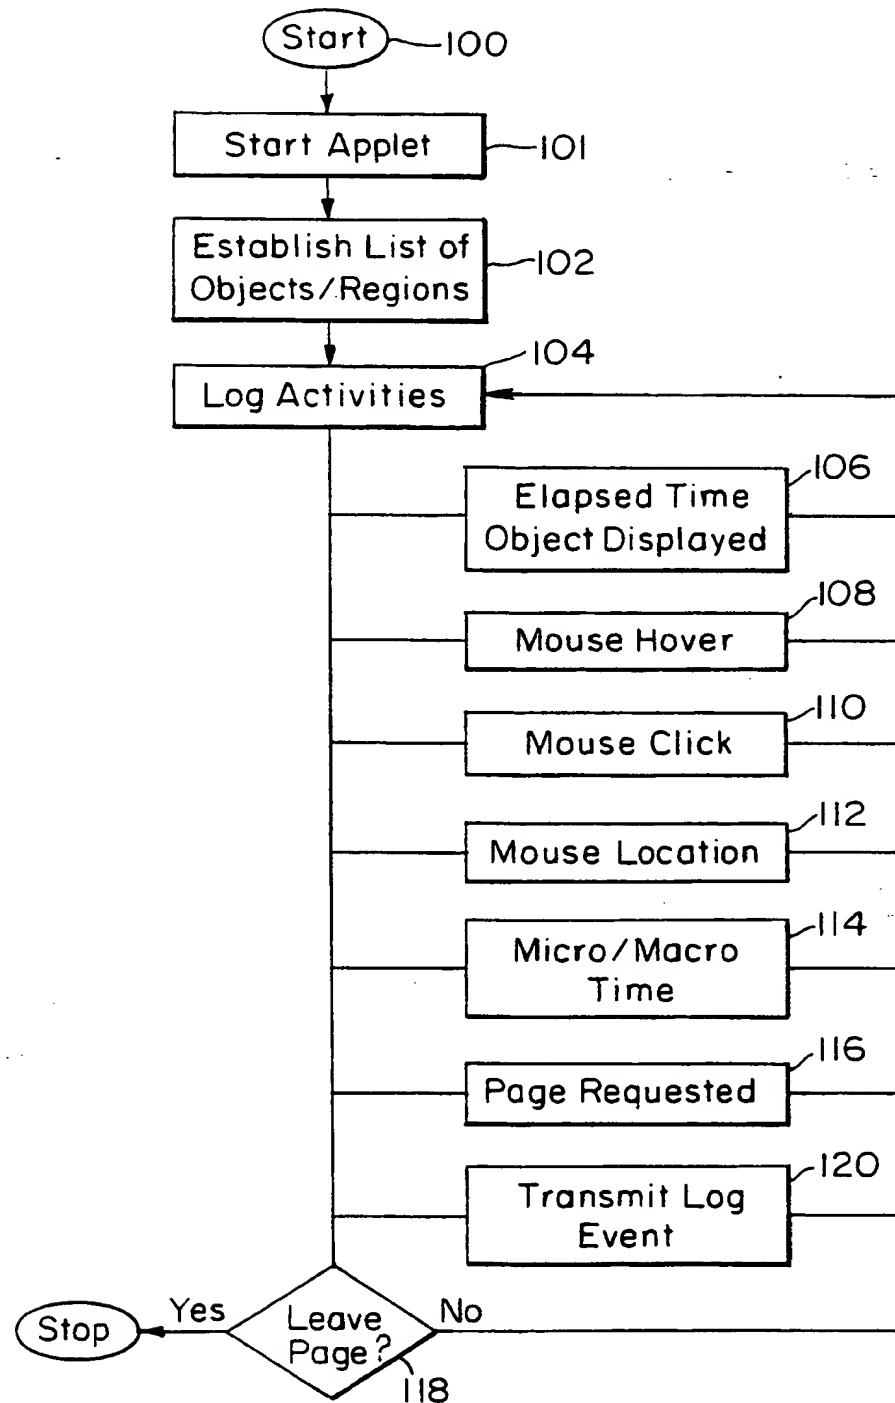 Start
100
Start Applet
101
Establish List of
Objects/Regions
102
Log Activities
104
Elapsed Time
Object Displayed
106
Mouse Hover
108
Mouse Click
110
Mouse Location
112
Micro/Macro
Time
114
Page Requested
116
Transmit Log
Event
120
Leave
Page?
118
Yes
No
Stop